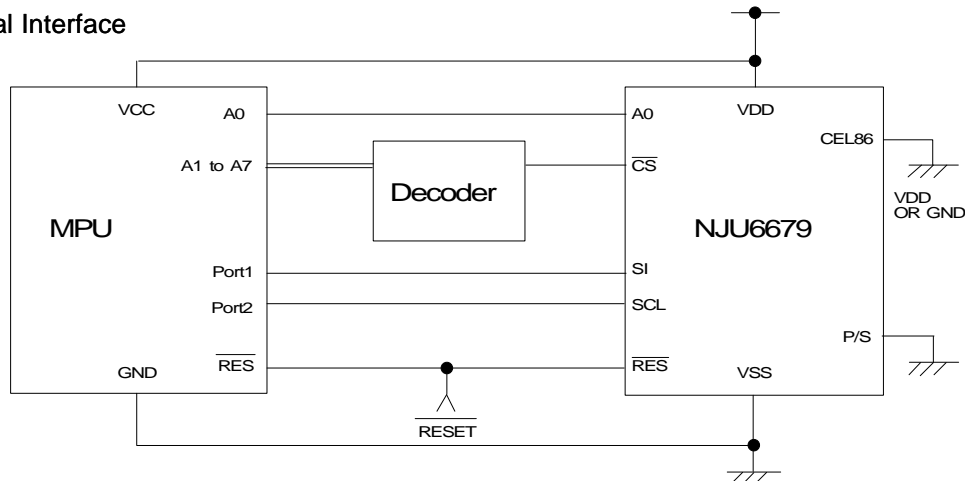 al Interface
VCC
A0
A0
VDD
CEL86
A1 to A7
Decoder
CS
VDD
OR GND
MPU
NJU6679
Port1
SI
Port2
SCL
P/S
RES
RES
GND
VSS
RESET